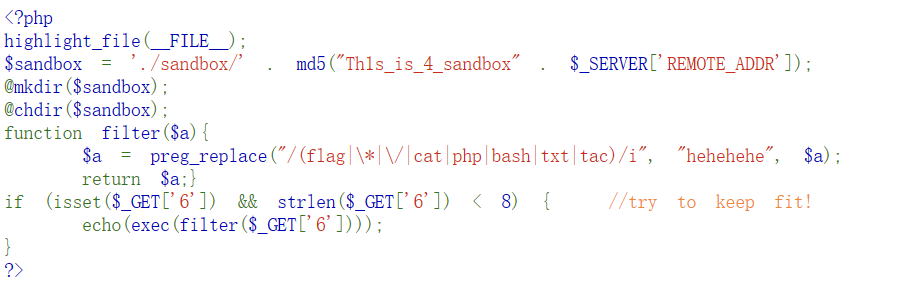 <?php
highlight_file(__FILE__);
$sandbox = './sandbox/' . md5("Th1s_is_4_sandbox" . $_SERVER['REMOTE_ADDR']);
@mkdir($sandbox);
@chdir($sandbox);
function filter($a){
        $a = preg_replace("/(flag|\*|\/|cat|php|bash|txt|tac)/i", "hehehehe", $a);
        return $a;}
if (isset($_GET['6']) && strlen($_GET['6']) < 8) {      //try to keep fit!
        echo(exec(filter($_GET['6'])));
}
?>